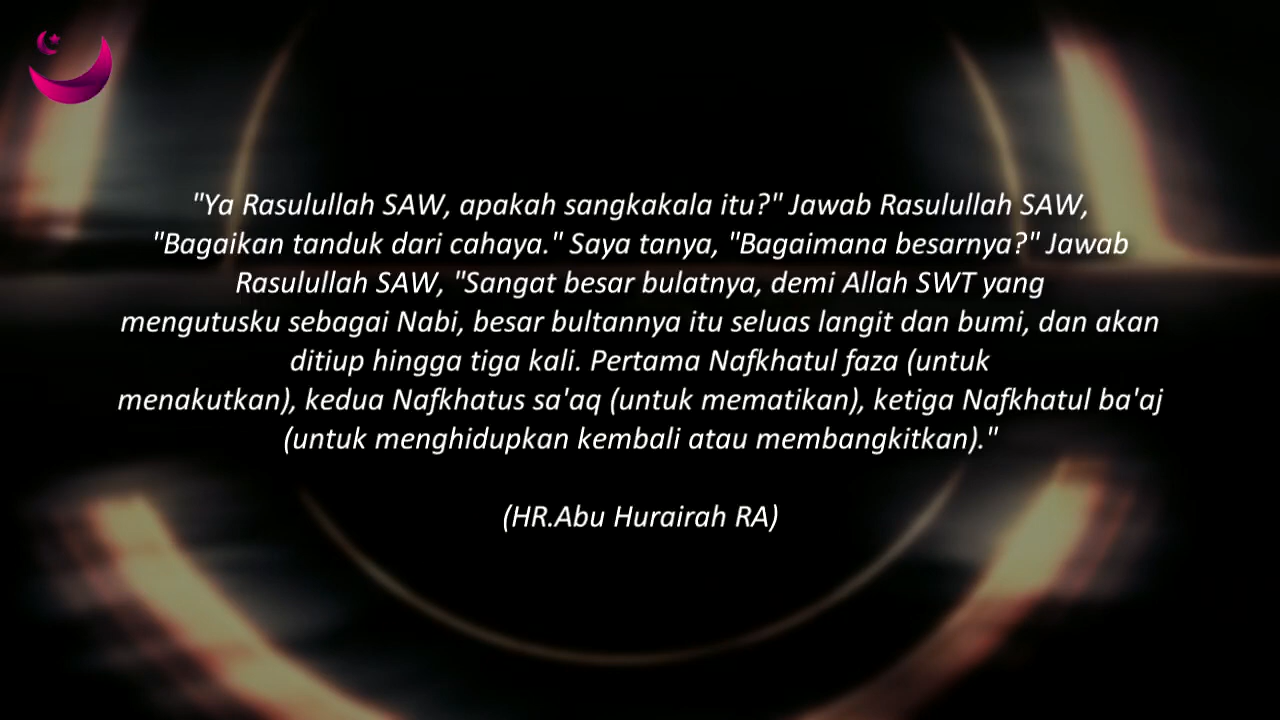 "Ya Rasulullah SAW, apakah sangkakala itu?" Jawab Rasulullah SAW,
"Bagaikan tanduk dari cahaya." Saya tanya, "Bagaimana besarnya?" Jawab
Rasulullah SAW, "Sangat besar bulatnya, demi Allah SWT yang
mengutusku sebagai Nabi, besar bultannya itu seluas langit dan bumi, dan akan
ditiup hingga tiga kali. Pertama Nafkhatul faza (untuk
menakutkan), kedua Nafkhatus sa'aq (untuk mematikan), ketiga Nafkhatul ba'aj
(untuk menghidupkan kembali atau membangkitkan)."
(HR.Abu Hurairah RA)